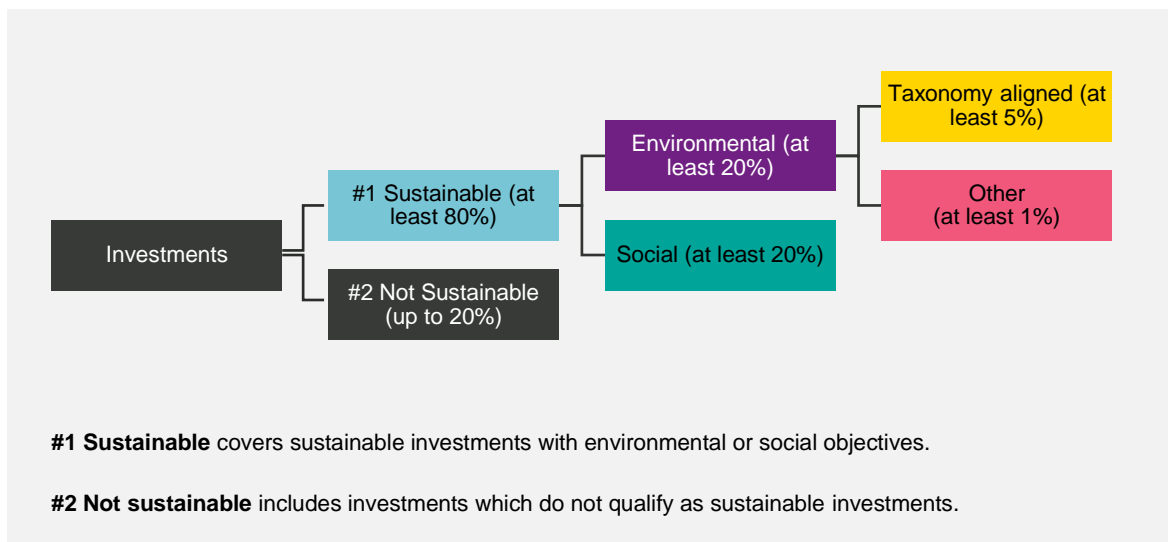 Taxonomy aligned (at
least 5%)
Environmental (at
least 20%)
#1 Sustainable (at
least 80%)
Other
(at least 1%)
Investments
Social (at least 20%)
#2 Not Sustainable
(up to 20%)
#1 Sustainable covers sustainable investments with environmental or social objectives.
#2 Not sustainable includes investments which do not qualify as sustainable investments.